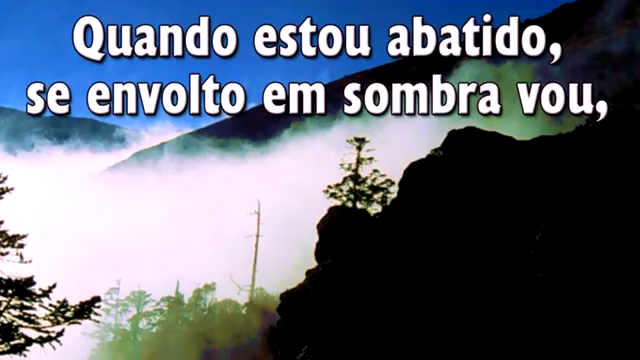 Quando estou abatido,
se envolto em sombra vou,